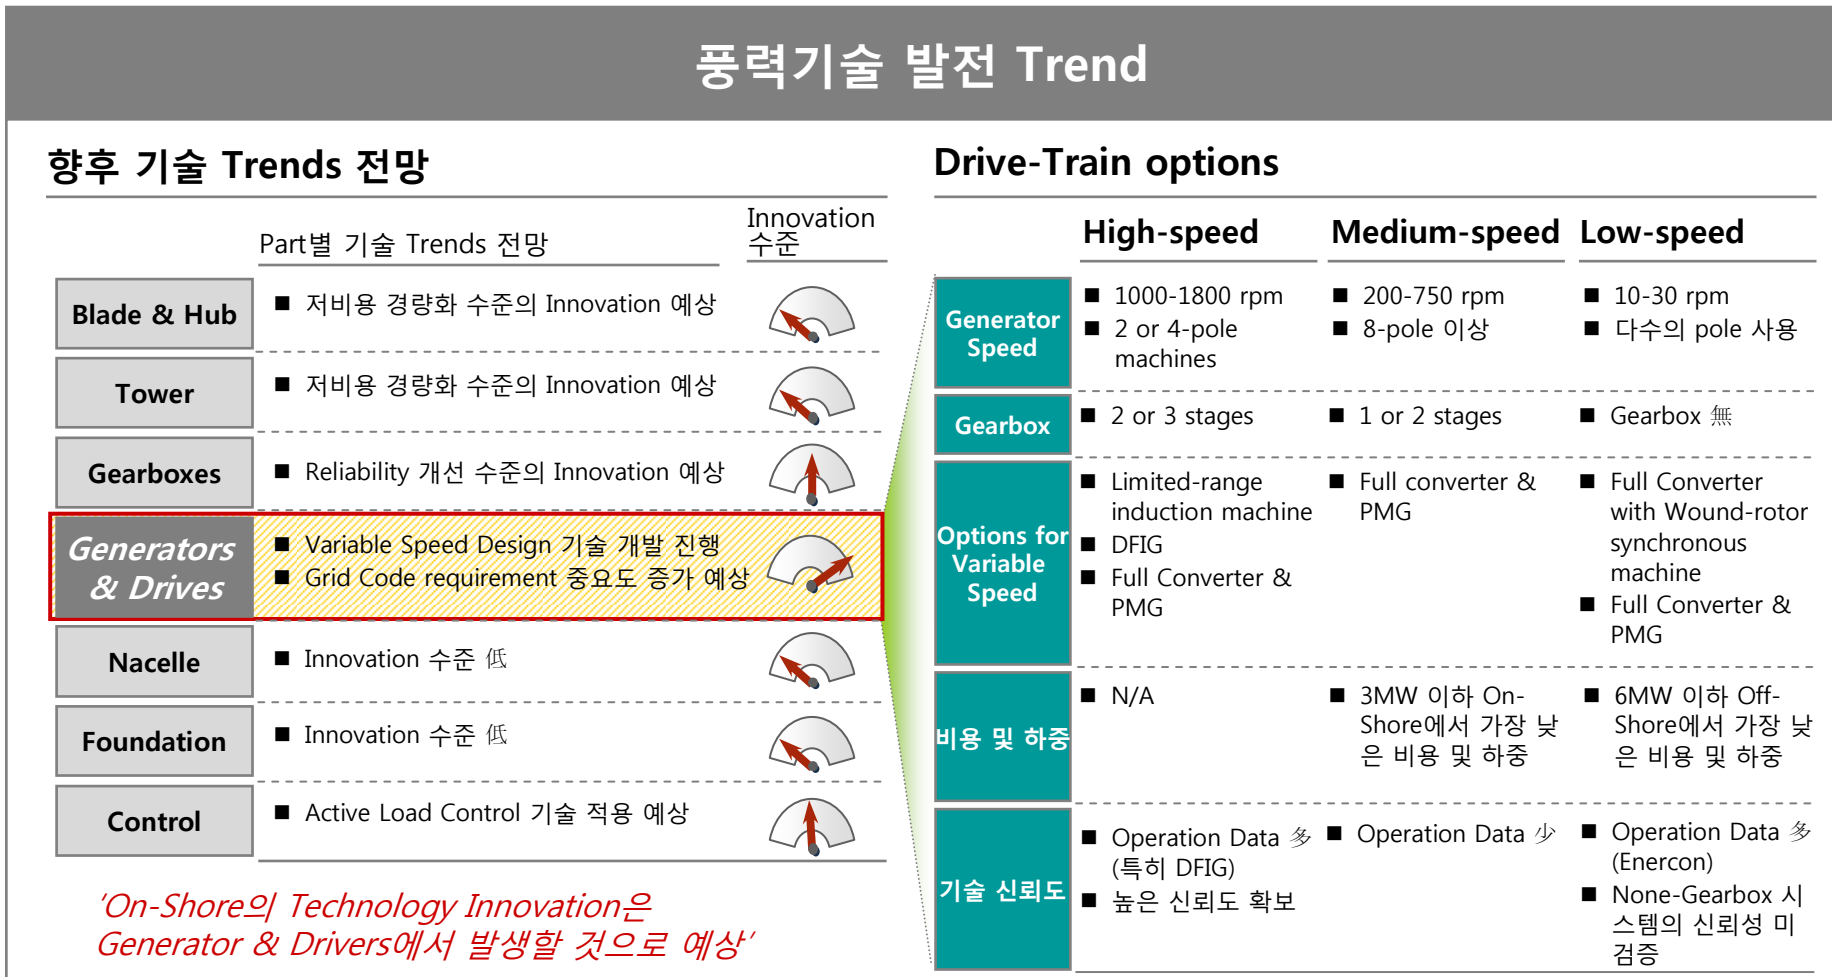 풍력기술 발전 Trend
향후 기술 Trends 전망
Part별 기술 Trends 전망
Innovation
수준
Blade & Hub
■ 저비용 경량화 수준의 Innovation 예상
Tower
■ 저비용 경량화 수준의 Innovation 예상
Gearboxes
■ Reliability 개선 수준의 Innovation 예상
Generators
& Drives
■ Variable Speed Design 기술 개발 진행
■ Grid Code requirement 중요도 증가 예상
Nacelle
■ Innovation 수준 低
Foundation
■ Innovation 수준 低
Control
■ Active Load Control 기술 적용 예상
'On-Shore의 Technology Innovation은
Generator & Drivers에서 발생할 것으로 예상'
Drive-Train options
High-speed
Medium-speed
Low-speed
Generator
Speed
■ 1000-1800 rpm
■ 2 or 4-pole
machines
■ 200-750 rpm
■ 8-pole 이상
■ 10-30 rpm
■ 다수의 pole 사용
Gearbox
■ 2 or 3 stages
■ 1 or 2 stages
■ Gearbox 無
Options for
Variable
Speed
■ Limited-range
induction machine
■ DFIG
■ Full Converter &
PMG
■ Full converter &
PMG
■ Full Converter
with Wound-rotor
synchronous
machine
■ Full Converter &
PMG
비용 및 하중
■ N/A
■ 3MW 이하 On-
Shore에서 가장 낮
은 비용 및 하중
■ 6MW 이하 Off-
Shore에서 가장 낮
은 비용 및 하중
기술 신뢰도
■ Operation Data 多
(특히 DFIG)
■ 높은 신뢰도 확보
■ Operation Data 少
■ Operation Data 多
(Enercon)
■ None-Gearbox 시
스템의 신뢰성 미
검증